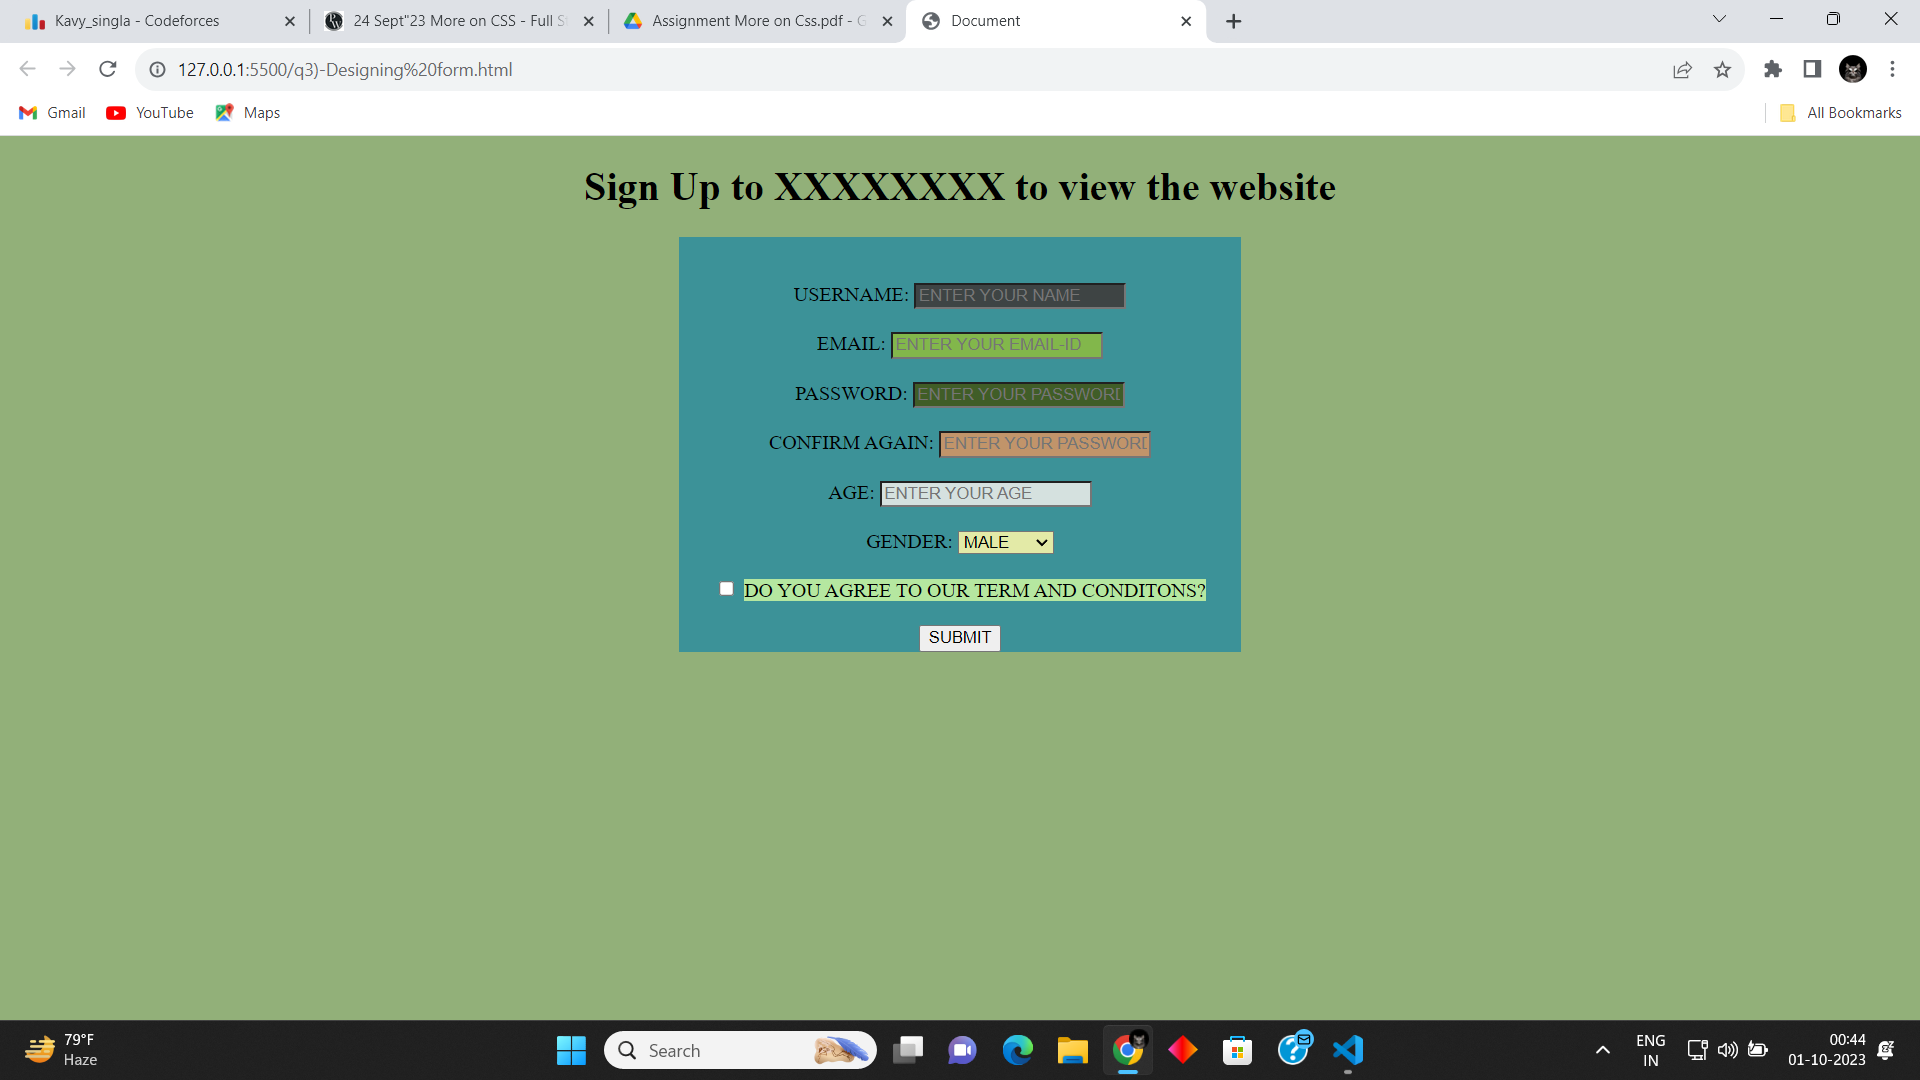 Kavy_singla - Codeforces
24 Sept"23 More on CSS - Full S
Assignment More on Css.pdf - G
Document
127.0.0.1:5500/q3)-Designing%20form.html
Gmail
YouTube
Maps
All Bookmarks
Sign Up to XXXXXXXX to view the website
USERNAME: ENTER YOUR NAME
EMAIL: ENTER YOUR EMAIL-ID
PASSWORD: ENTER YOUR PASSWORD
CONFIRM AGAIN: ENTER YOUR PASSWORD
AGE: ENTER YOUR AGE
GENDER: MALE
DO YOU AGREE TO OUR TERM AND CONDITONS?
SUBMIT
79°F
Haze
Search
ENG
IN
00:44
01-10-2023